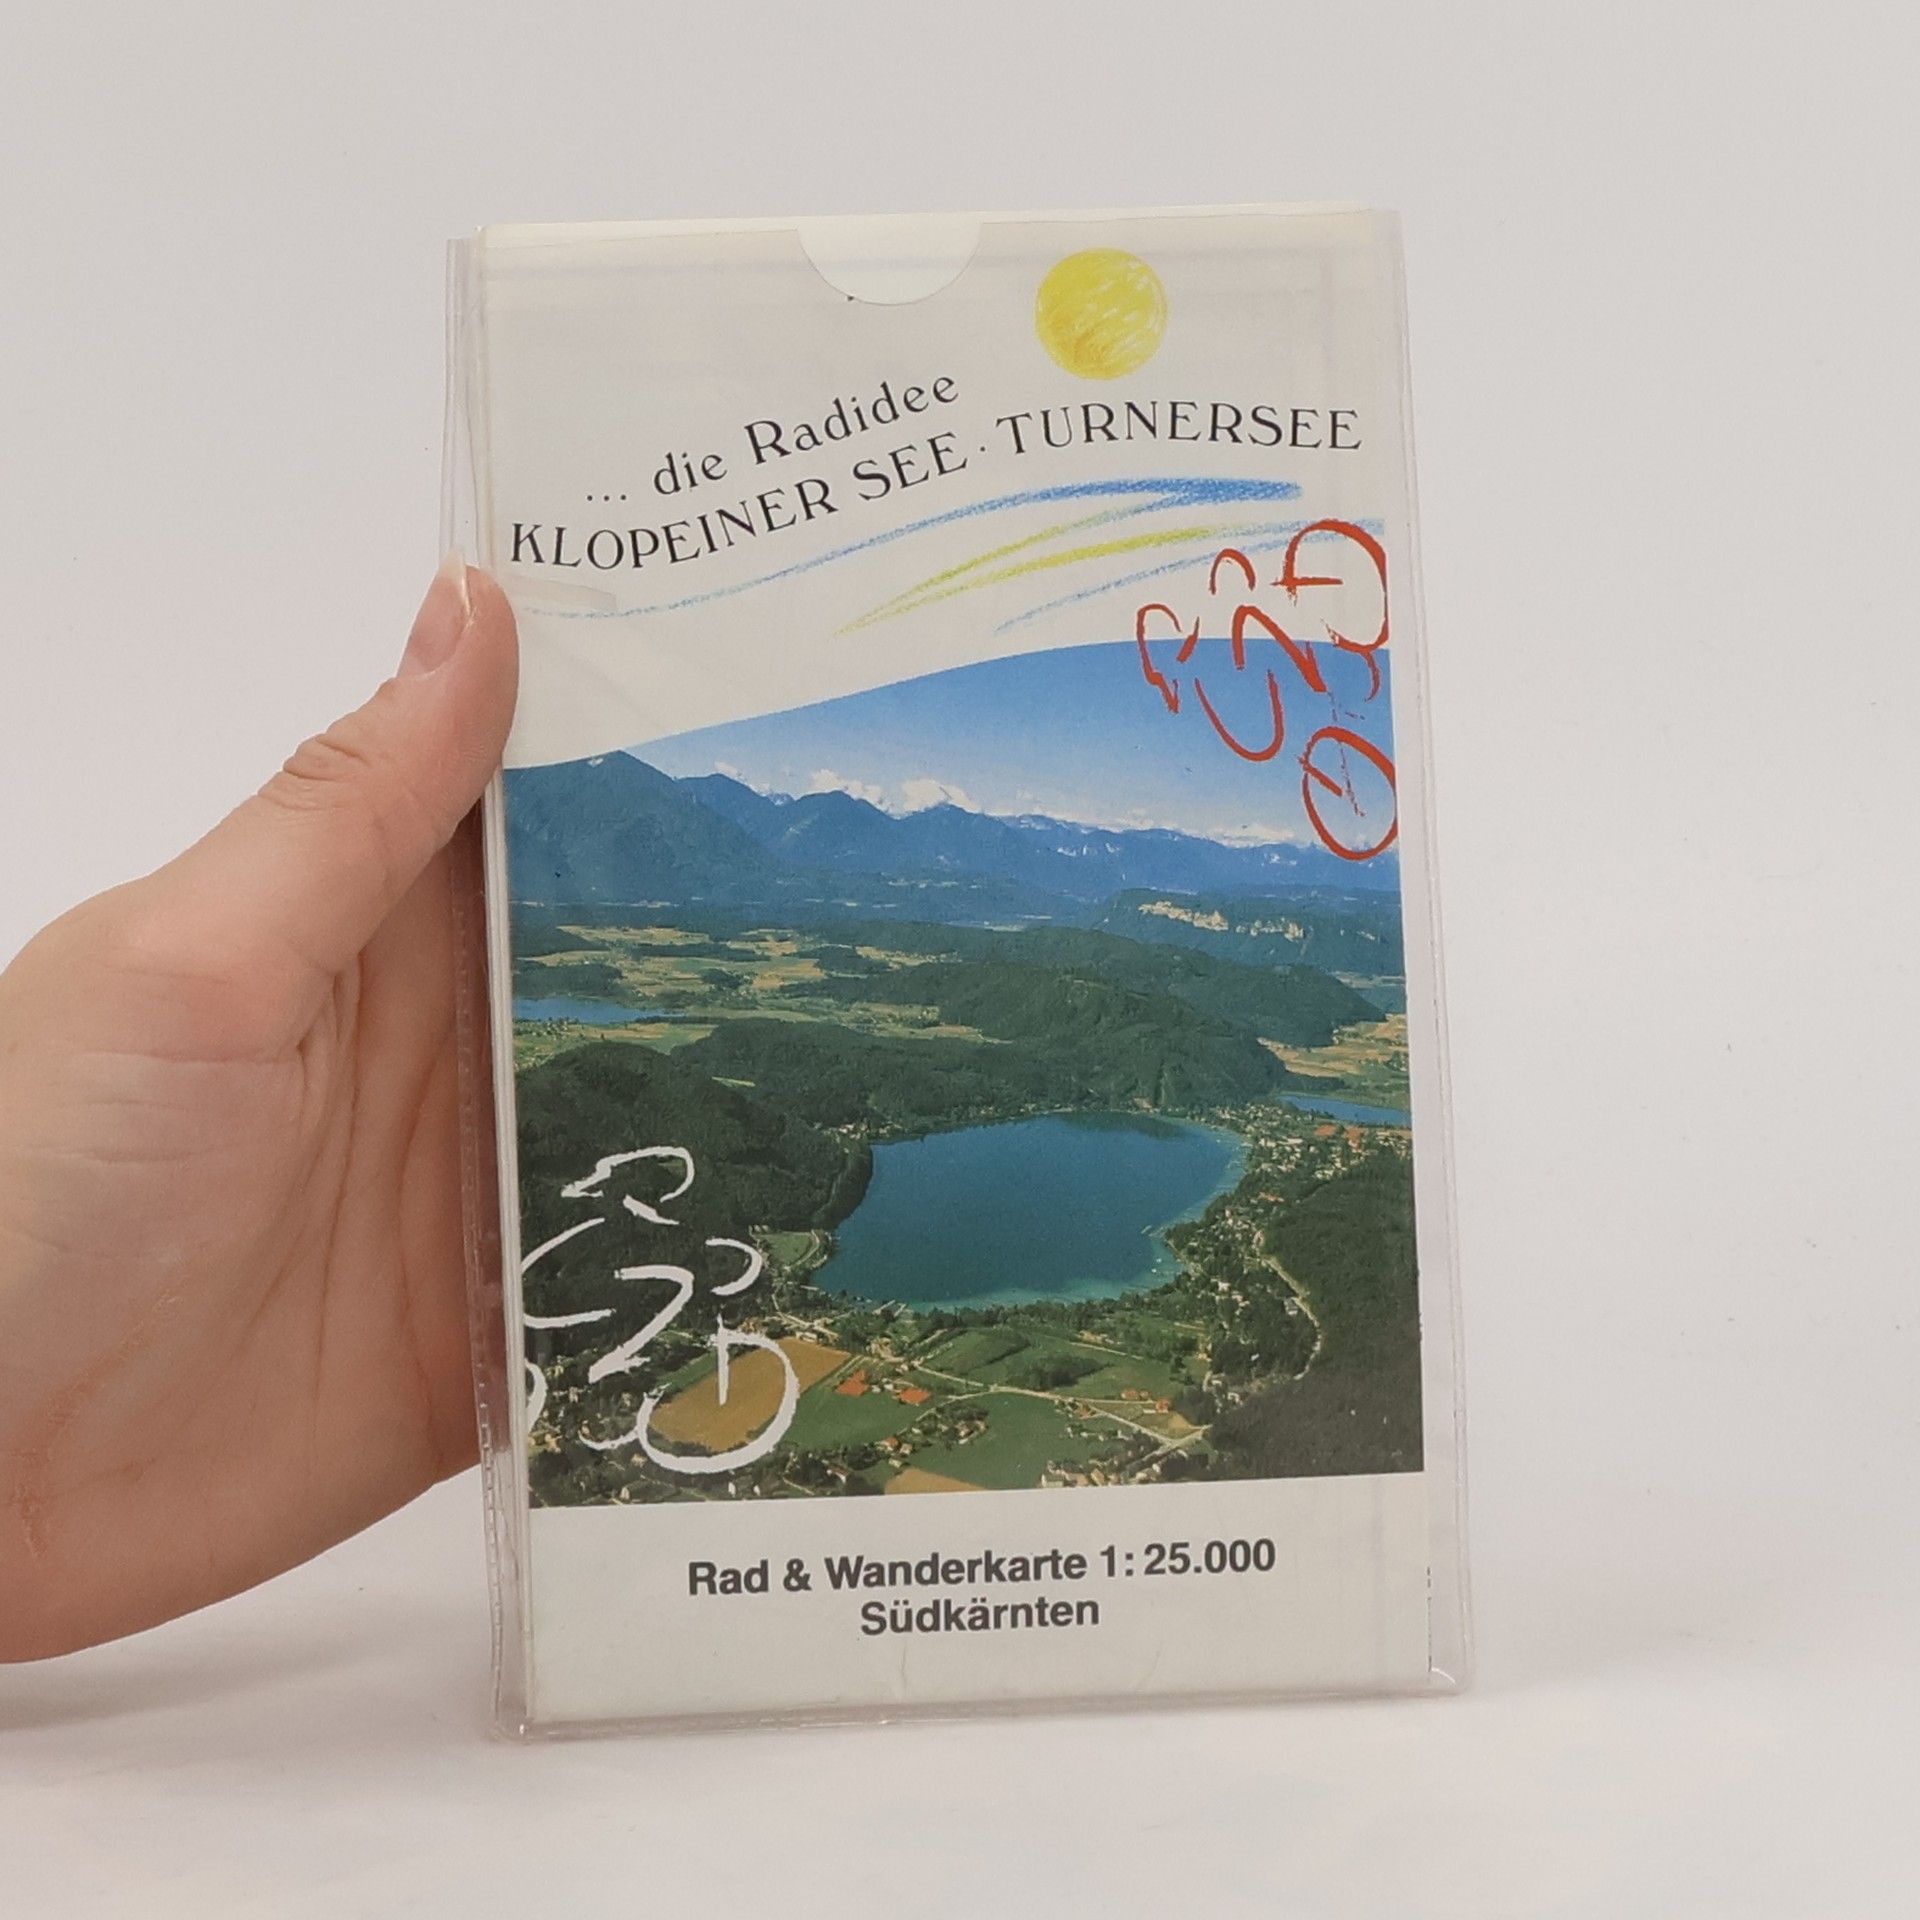 ... die Radidee
KLOPEINER SEE · TURNERSEE
Rad & Wanderkarte 1:25.000
Südkärnten